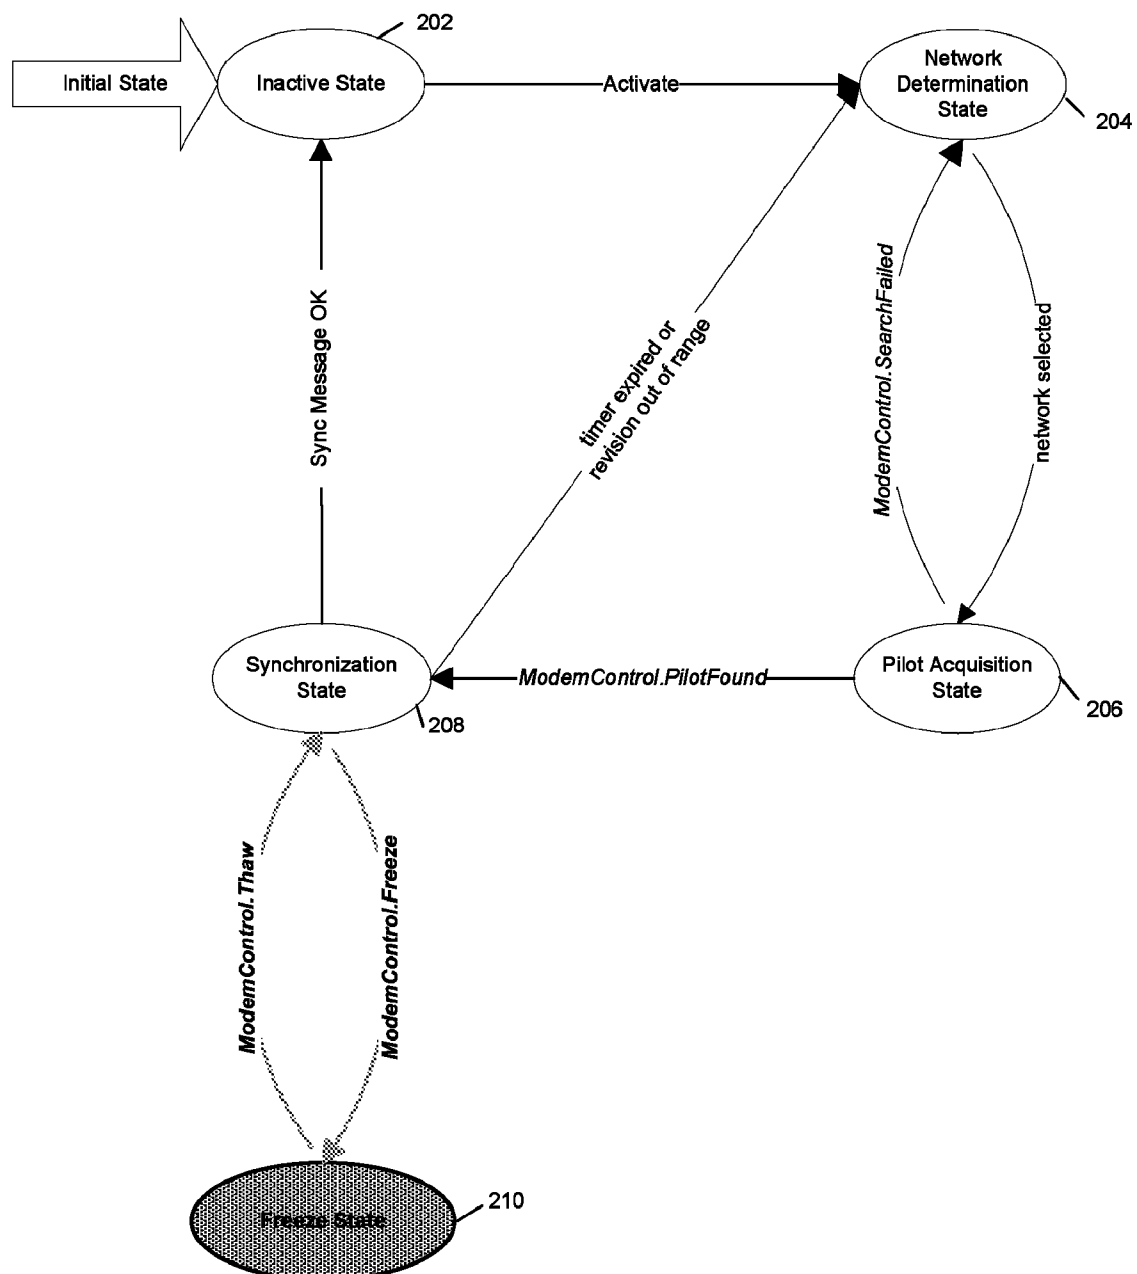 202
Initial State
Inactive State
Activate
Network
Determination
State
204
Sync Message OK
timer expired or
revision out of range
ModemControl.SearchFailed
network selected
Synchronization
State
208
ModemControl.PilotFound
Pilot Acquisition
State
206
ModemControl.Thaw
ModemControl.Freeze
Freeze State
210